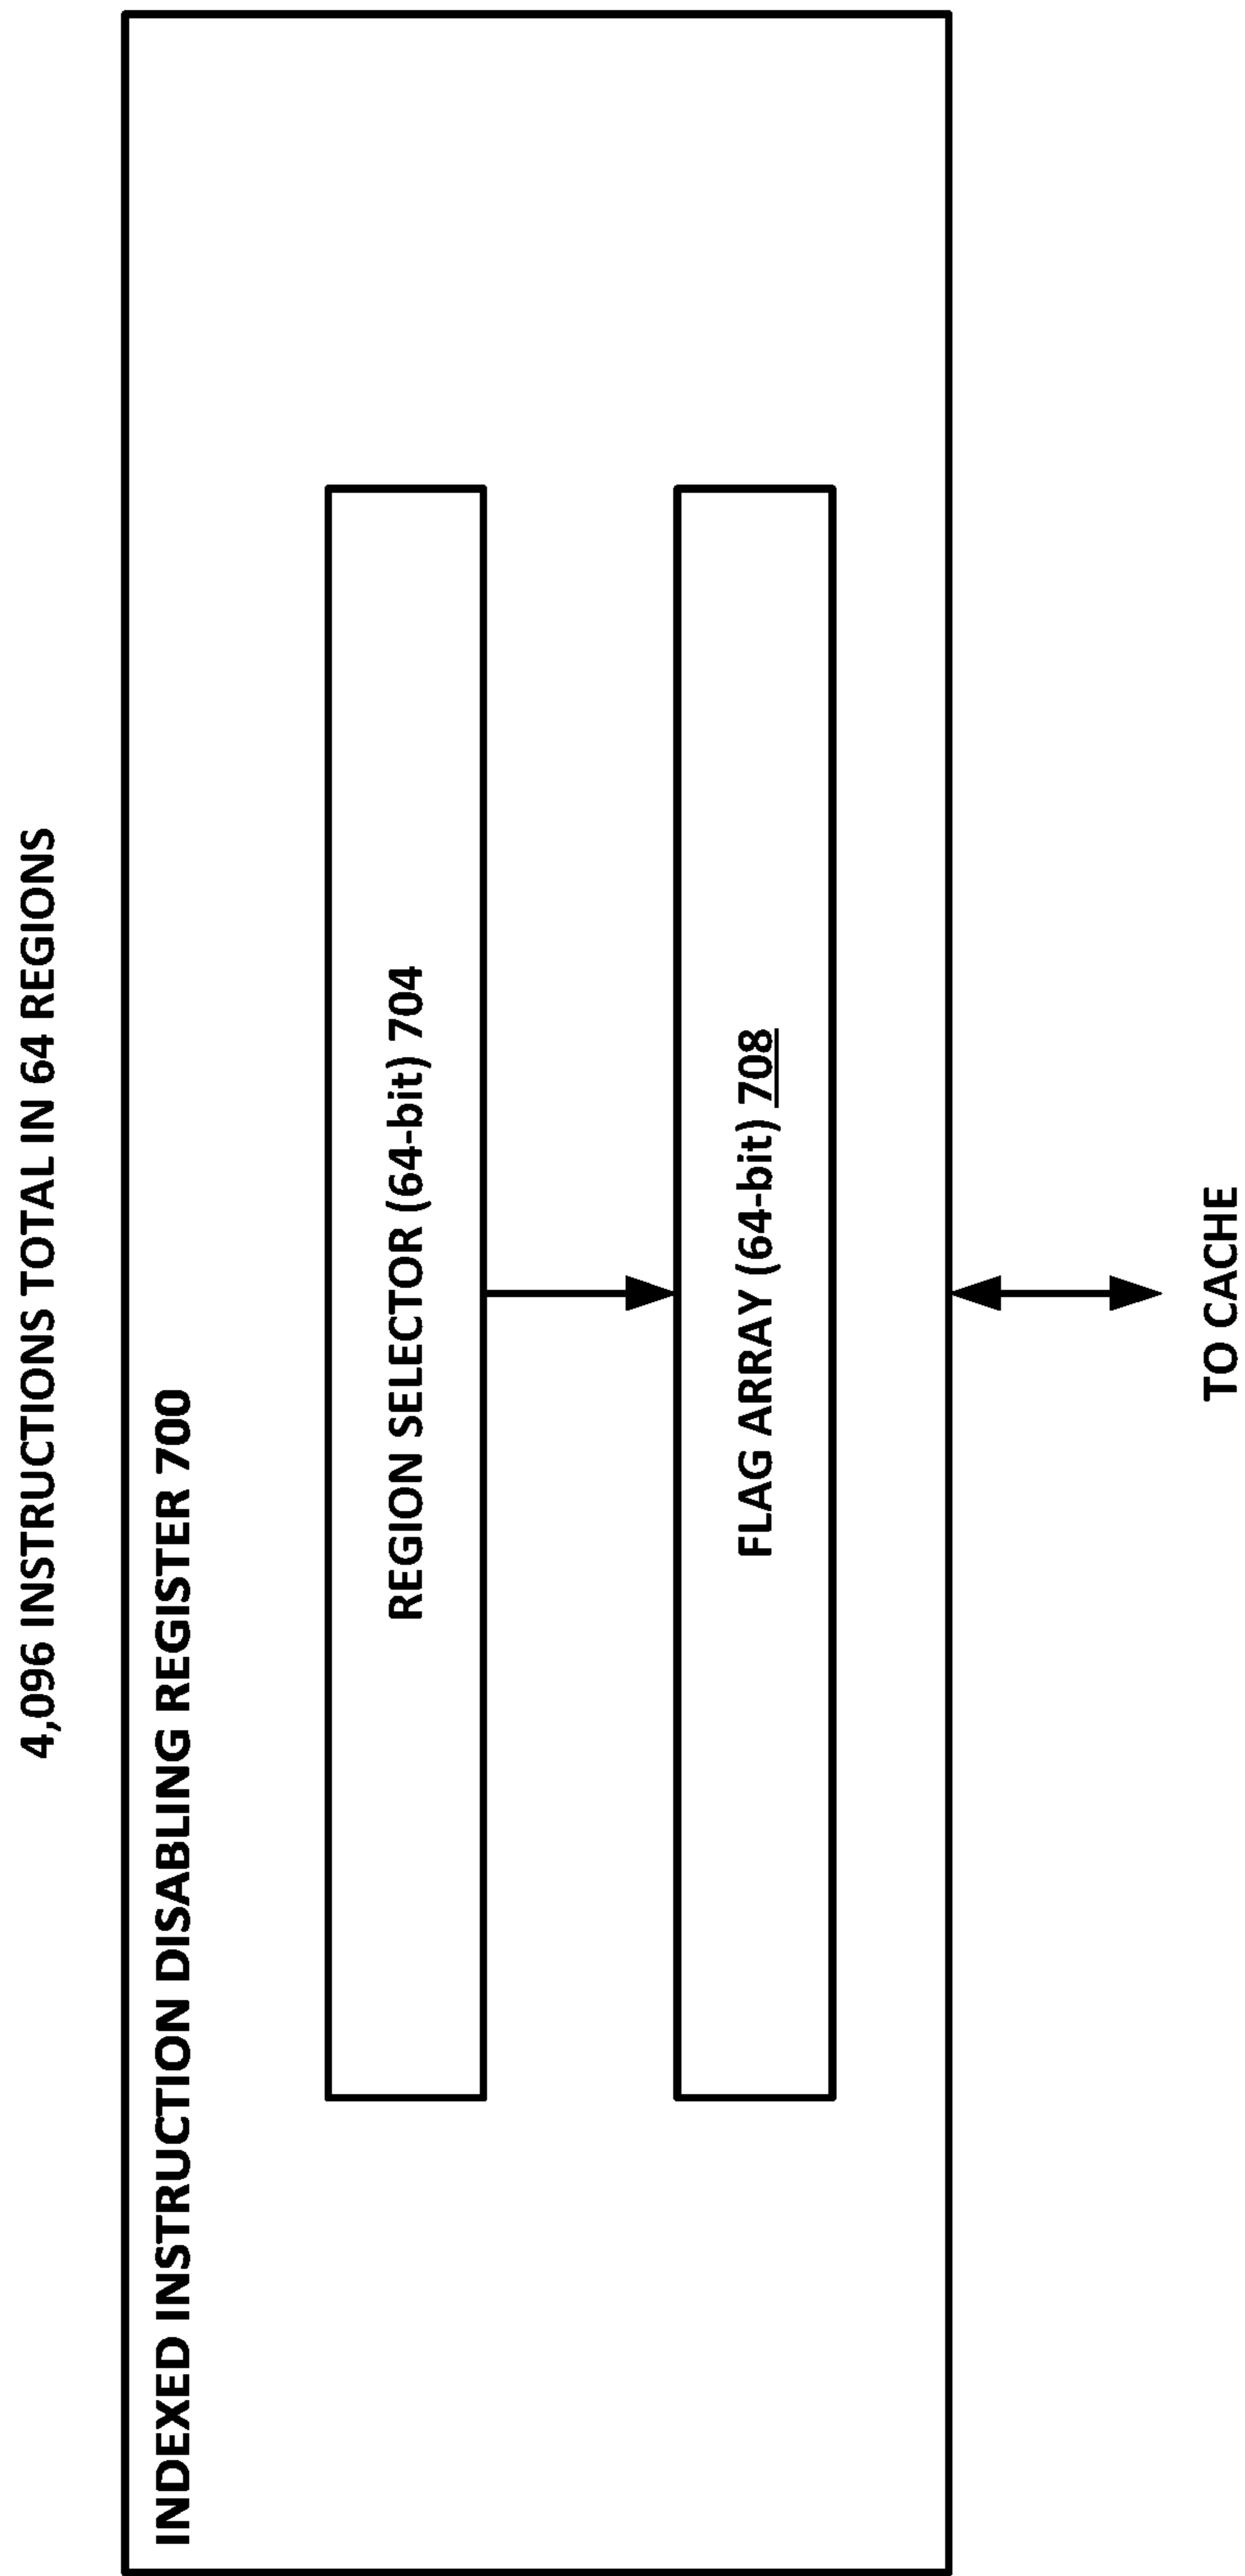 4,096 INSTRUCTIONS TOTAL IN 64 REGIONS
INDEXED INSTRUCTION DISABLING REGISTER 700
REGION SELECTOR (64-bit) 704
FLAG ARRAY (64-bit) 708
TO CACHE